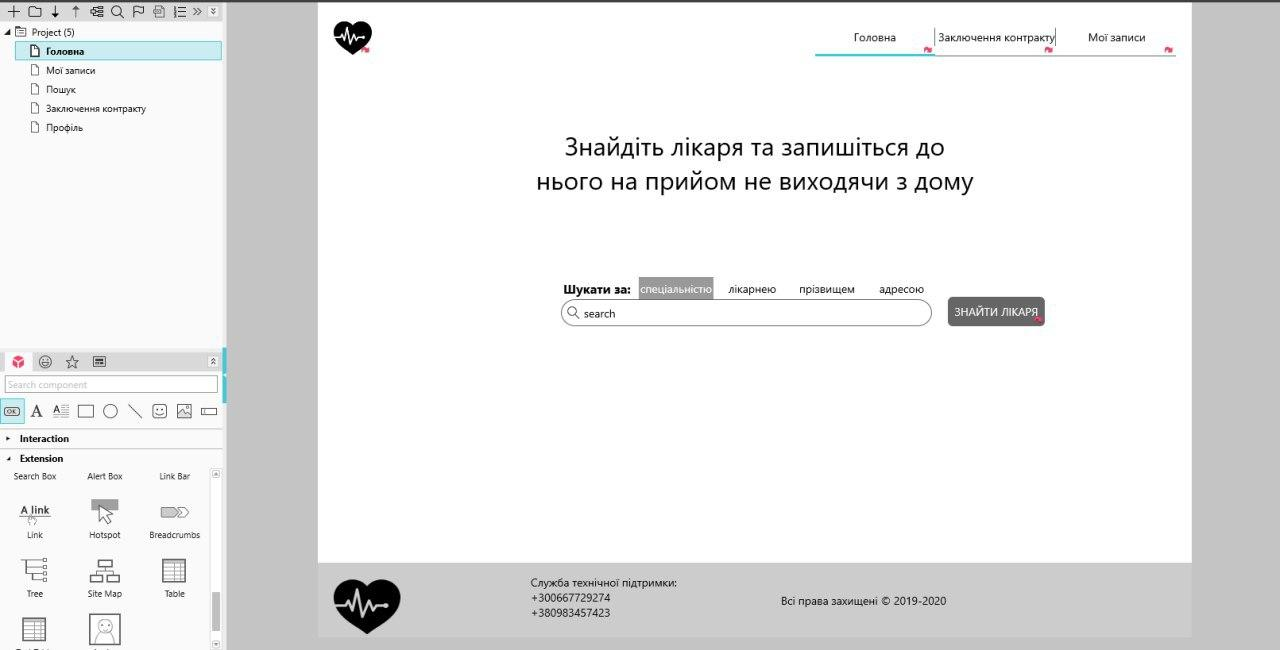 Project (5)
Головна
Мої записи
Пошук
Заключення контракту
Профіль
Search component
OK
A
Interaction
Extension
Search Box Alert Box Link Bar
A link
Link Hotspot Breadcrumbs
Tree Site Map Table
Головна Заключення контракту Мої записи
Знайдіть лікаря та запишіться до
нього на прийом не виходячи з дому
Шукати за: спеціальністю лікарнею прізвищем адресою
search
ЗНАЙТИ ЛІКАРЯ
Служба технічної підтримки:
+300667729274
+380983457423
Всі права захищені © 2019-2020